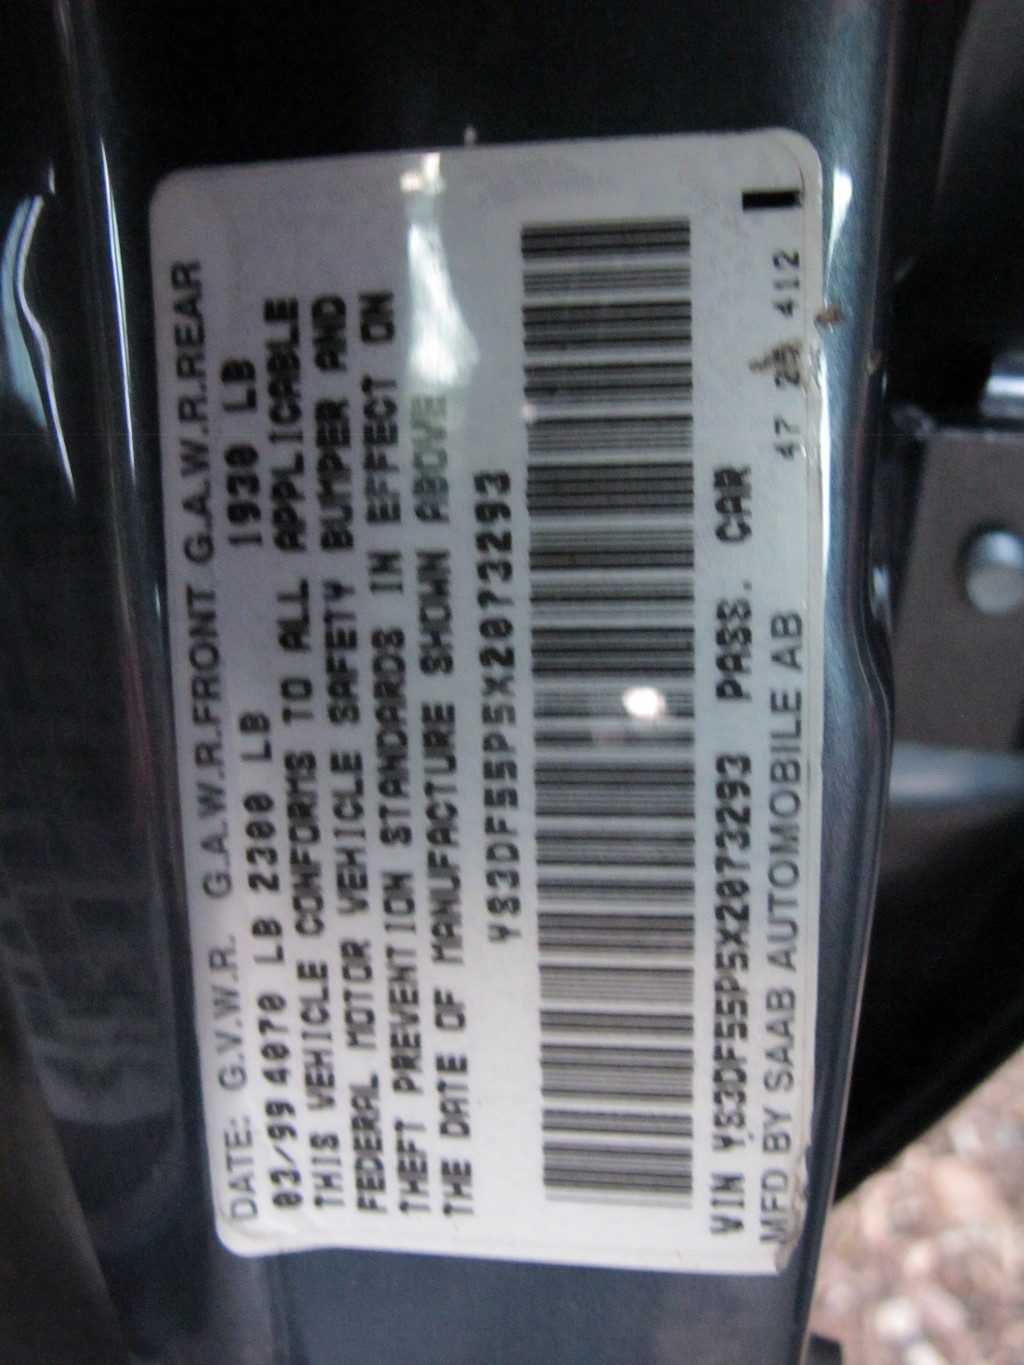 DATE: G.V.W.R. G.A.W.R.FRONT G.A.W.R.REAR
03/99 4070 LB 2300 LB 1930 LB
THIS VEHICLE CONFORMS TO ALL APPLICABLE
FEDERAL MOTOR VEHICLE SAFETY BUMPER AND
THEFT PREVENTION STANDARDS IN EFFECT ON
THE DATE OF MANUFACTURE SHOWN ABOVE
YS3DF55P5X2073293
VIN YS3DF55P5X2073293 PASS. CAR
MFD BY SAAB AUTOMOBILE AB
47 412